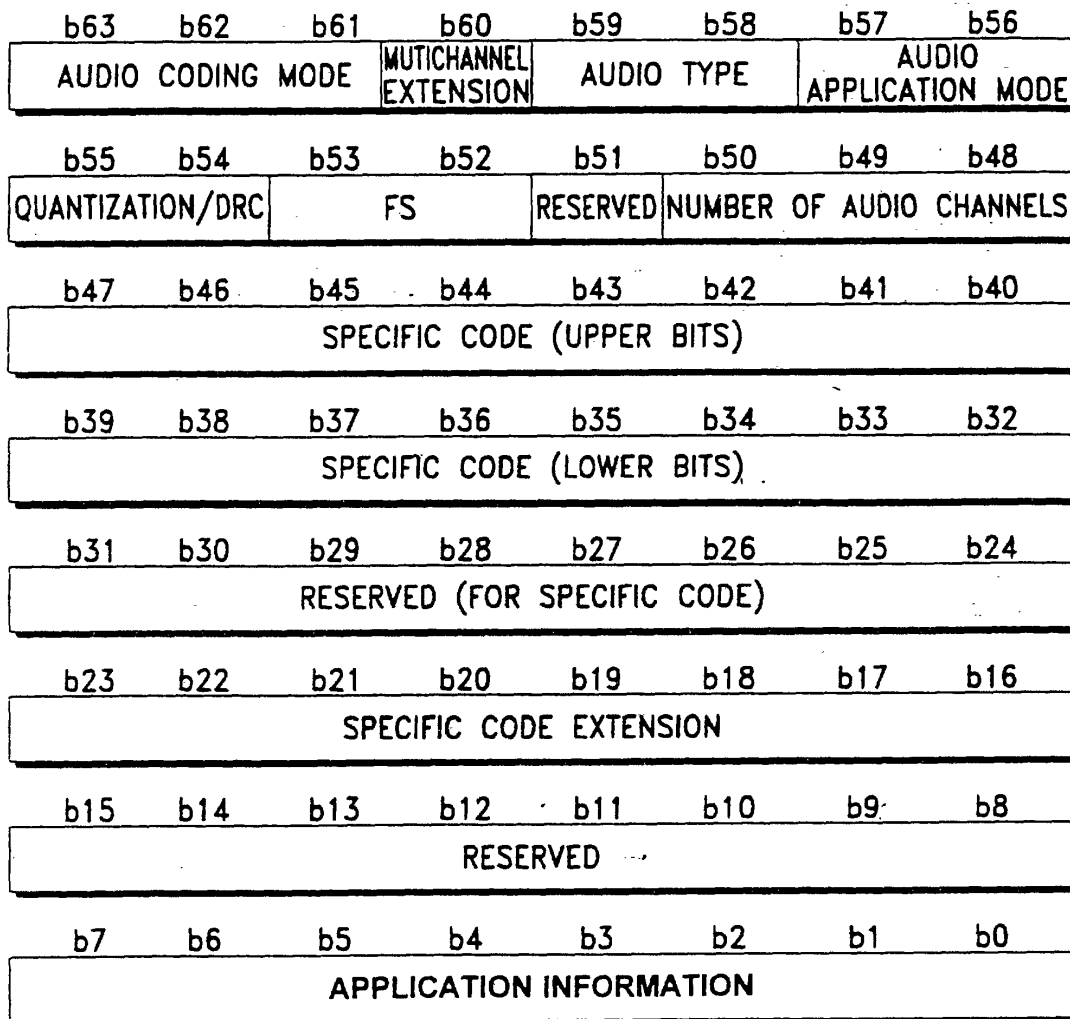 b63 b62 b61 b60 b59 b58 b57 b56
AUDIO CODING MODE
MUTICHANNEL
EXTENSION
AUDIO TYPE
AUDIO
APPLICATION MODE
b55 b54 b53 b52 b51 b50 b49 b48
QUANTIZATION/DRC FS RESERVED NUMBER OF AUDIO CHANNELS
b47 b46 b45 b44 b43 b42 b41 b40
SPECIFIC CODE (UPPER BITS)
b39 b38 b37 b36 b35 b34 b33 b32
SPECIFIC CODE (LOWER BITS)
b31 b30 b29 b28 b27 b26 b25 b24
RESERVED (FOR SPECIFIC CODE)
b23 b22 b21 b20 b19 b18 b17 b16
SPECIFIC CODE EXTENSION
b15 b14 b13 b12 b11 b10 b9 b8
RESERVED
b7 b6 b5 b4 b3 b2 b1 b0
APPLICATION INFORMATION